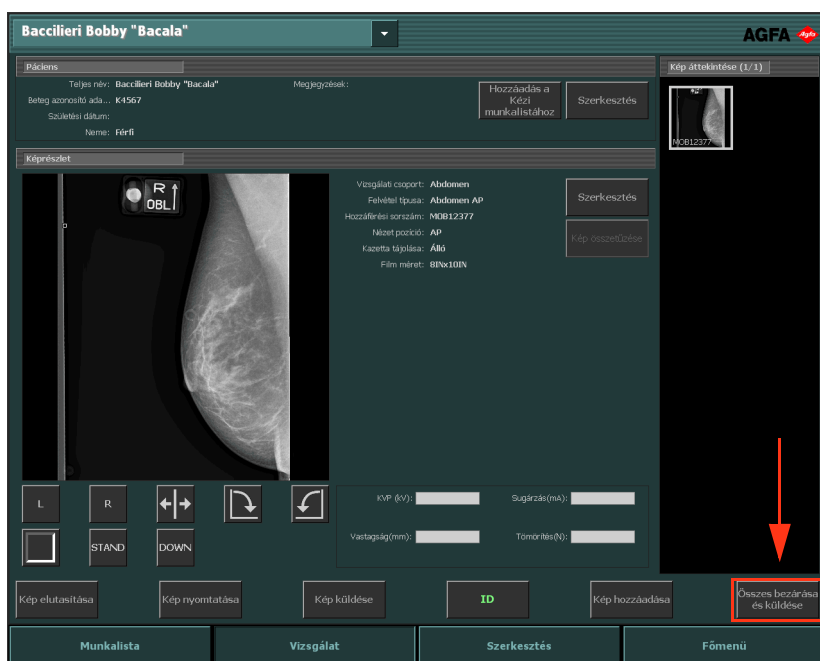 Baccilieri Bobby "Bacala"
AGFA Agfa
Páciens
Teljes név: Baccilieri Bobby "Bacala"
Beteg azonosító ada... K4567
Születési dátum:
Neme: Férfi
Megjegyzések:
Hozzáadás a
Kézi
munkalistához
Szerkesztés
Kép áttekintése (1/1)
MOB12377
Képrészlet
R
OBL
Vizsgálati csoport: Abdomen
Felvétel típusa: Abdomen AP
Hozzáférési sorszám: MOB12377
Nézet pozíció: AP
Kazetta tájolása: Álló
Film méret: 8INx10IN
Szerkesztés
Kép összetűzése
L
R
STAND
DOWN
KVP (kV):
Sugárzás(mA):
Vastagság(mm):
Tömörítés(N):
Kép elutasítása
Kép nyomtatása
Kép küldése
ID
Kép hozzáadása
Összes bezárása
és küldése
Munkalista
Vizsgálat
Szerkesztés
Főmenü